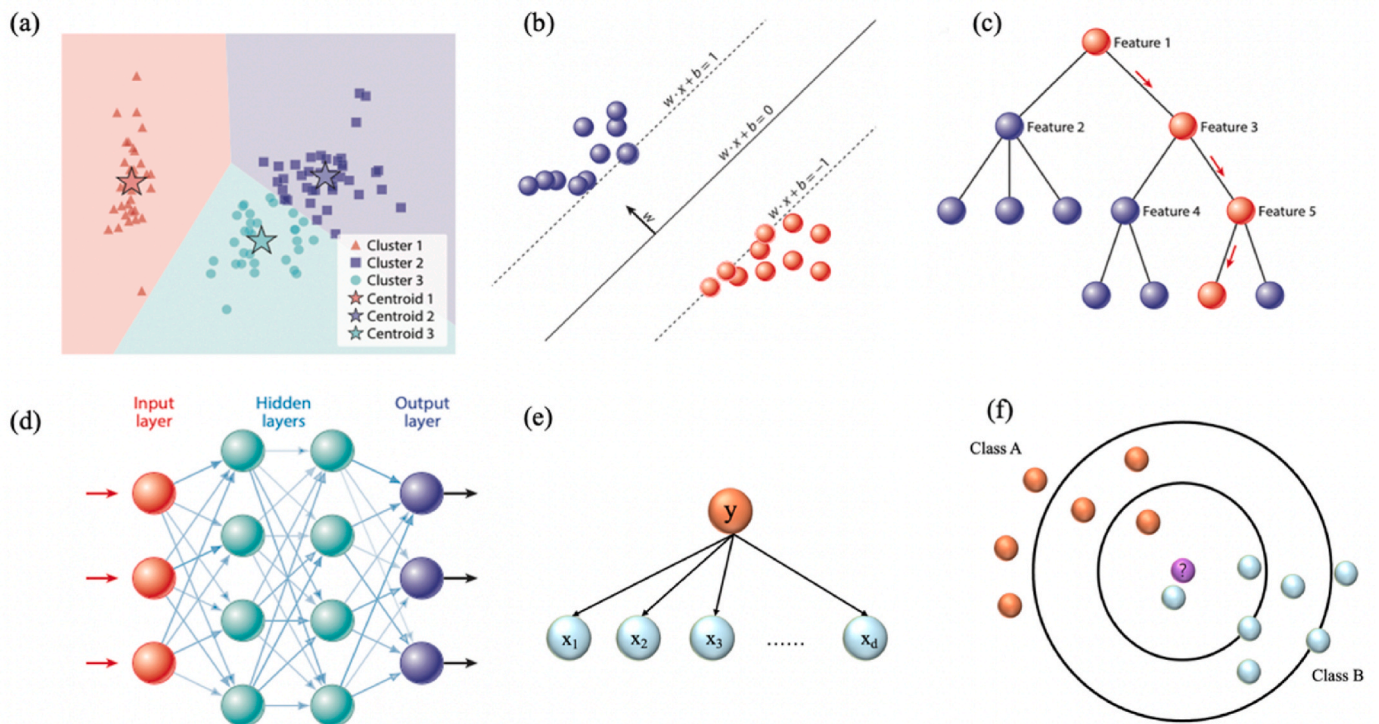 (a)
Cluster 1
Cluster 2
Cluster 3
Centroid 1
Centroid 2
Centroid 3
(b)
w · x + b = 1
w · x + b = 0
w · x + b = −1
w
(c)
Feature 1
Feature 2
Feature 3
Feature 4
Feature 5
(d)
Input
layer
Hidden
layers
Output
layer
(e)
y
x₁
x₂
x₃
......
x_d
(f)
Class A
?
Class B